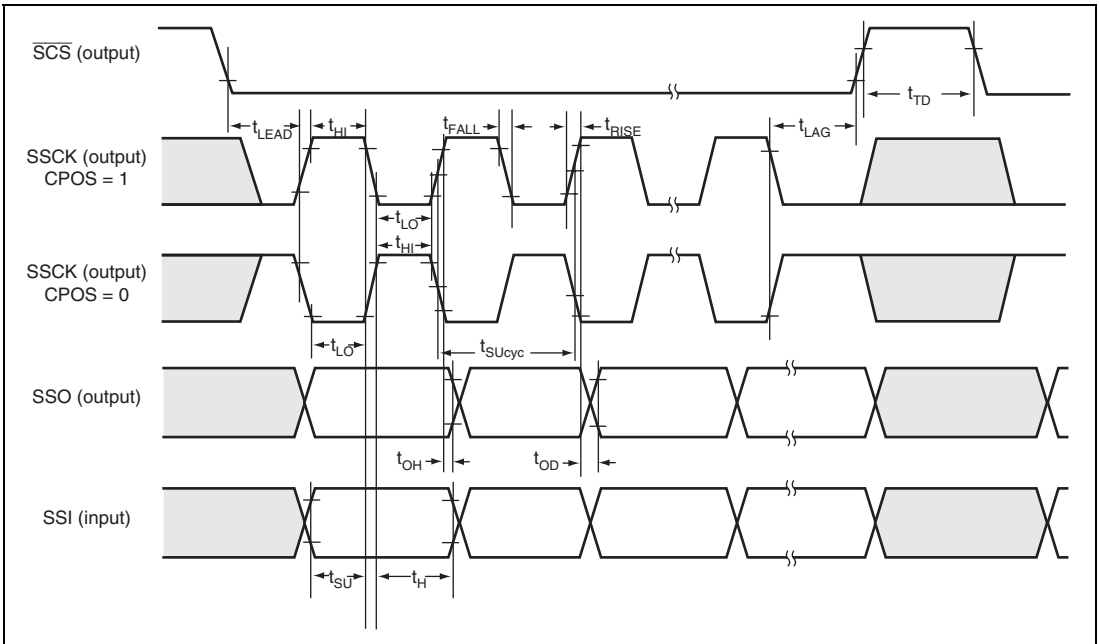 SCS (output)
tTD
tLEAD
tHI
tFALL
tRISE
tLAG
SSCK (output)
CPOS = 1
tLO
tHI
SSCK (output)
CPOS = 0
tLO
tSUcyc
SSO (output)
tOH
tOD
SSI (input)
tSU
tH